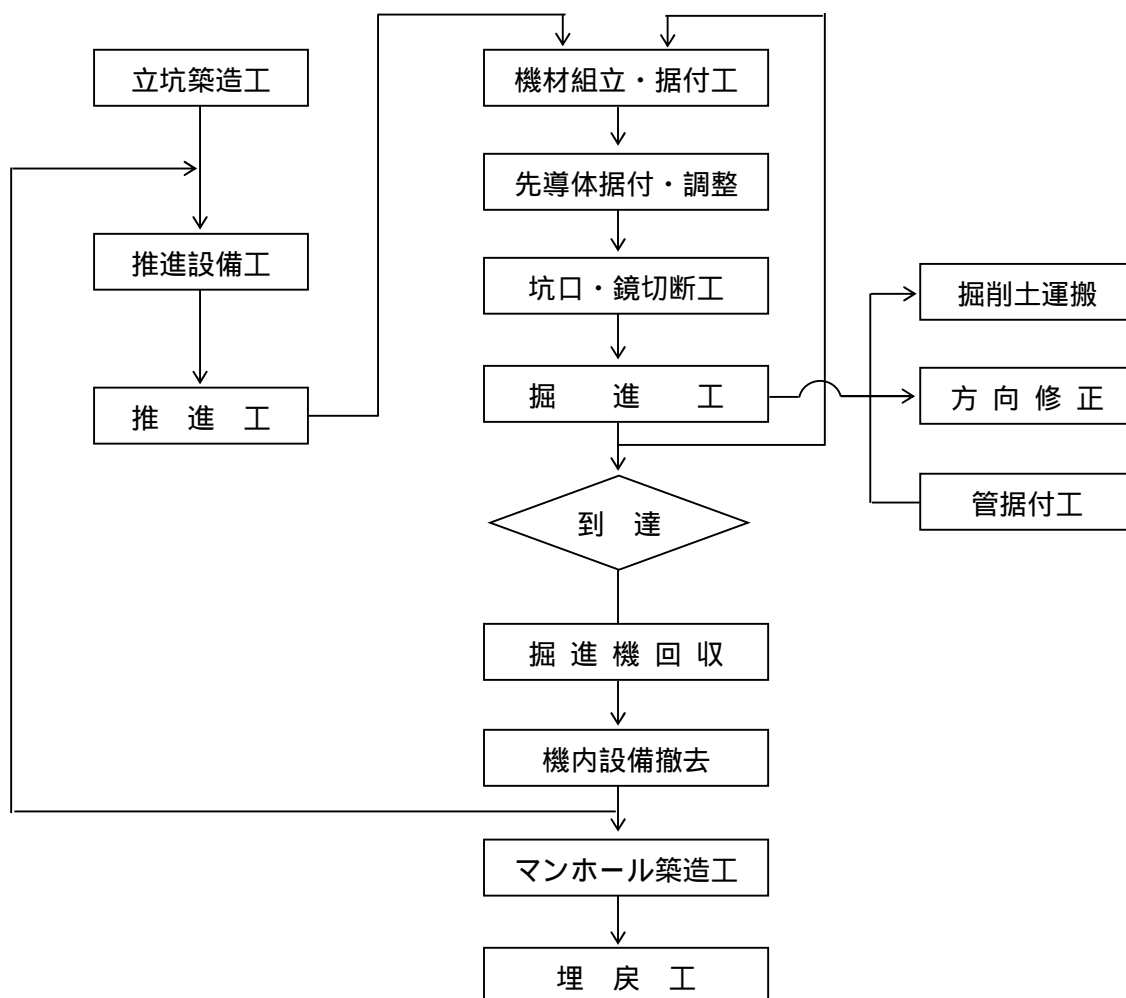 立坑築造工
推進設備工
推　進　工
機材組立・据付工
先導体据付・調整
坑口・鏡切断工
掘　　進　　工
掘削土運搬
方 向 修 正
管据付工
到　達
掘 進 機 回 収
機内設備撤去
マンホール築造工
埋　戻　工